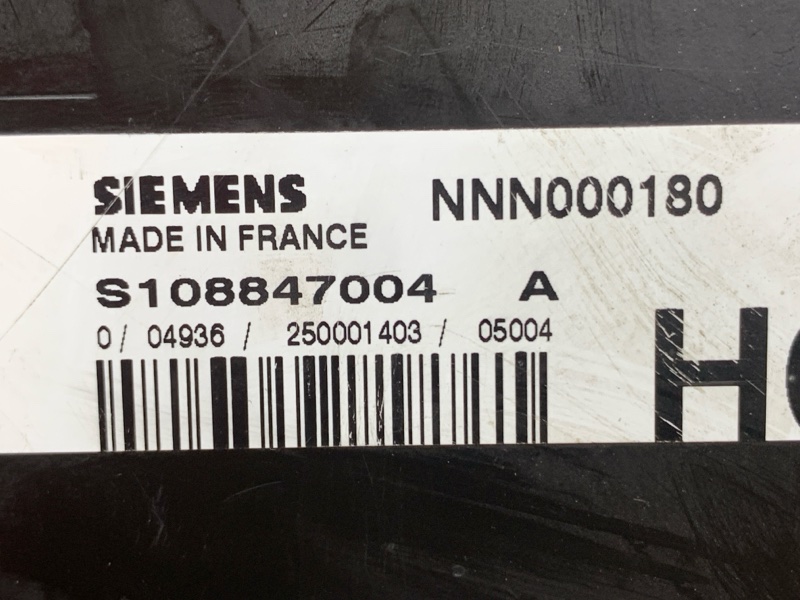 SIEMENS NNN000180
MADE IN FRANCE
S108847004 A
0/ 04936 / 250001403 / 05004
H